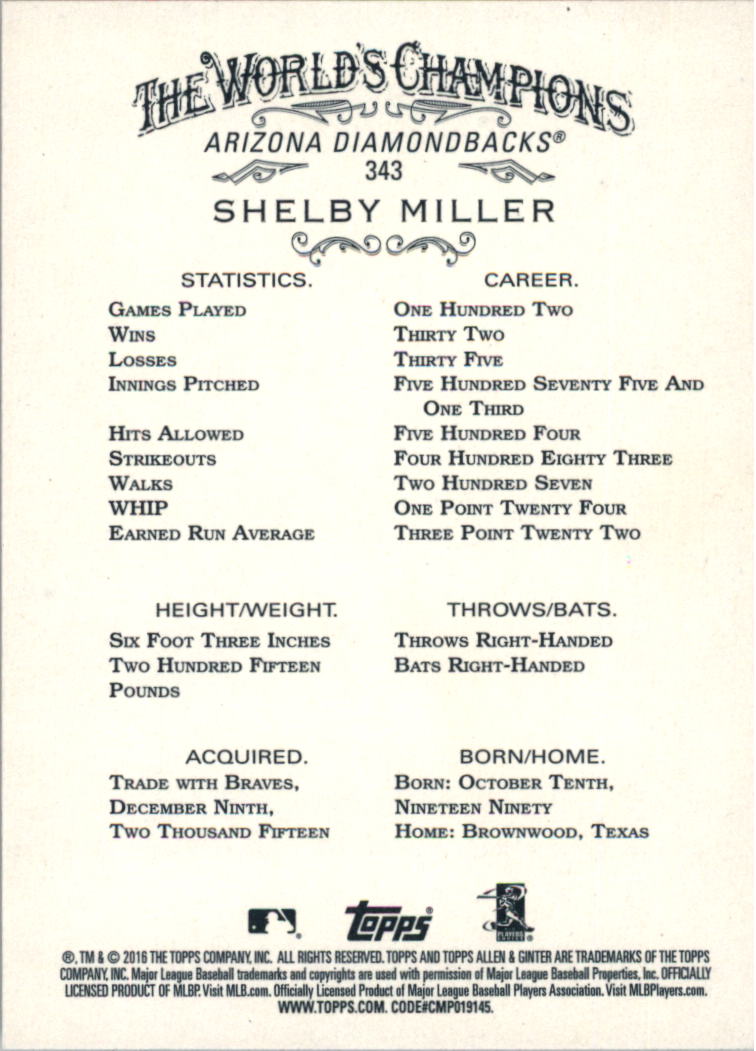 THE WORLD'S CHAMPIONS
ARIZONA DIAMONDBACKS®
343
SHELBY MILLER
STATISTICS. CAREER.
GAMES PLAYED ONE HUNDRED TWO
WINS THIRTY TWO
LOSSES THIRTY FIVE
INNINGS PITCHED FIVE HUNDRED SEVENTY FIVE AND
ONE THIRD
HITS ALLOWED FIVE HUNDRED FOUR
STRIKEOUTS FOUR HUNDRED EIGHTY THREE
WALKS TWO HUNDRED SEVEN
WHIP ONE POINT TWENTY FOUR
EARNED RUN AVERAGE THREE POINT TWENTY TWO
HEIGHT/WEIGHT. THROWS/BATS.
SIX FOOT THREE INCHES THROWS RIGHT-HANDED
TWO HUNDRED FIFTEEN BATS RIGHT-HANDED
POUNDS
ACQUIRED. BORN/HOME.
TRADE WITH BRAVES, BORN: OCTOBER TENTH,
DECEMBER NINTH, NINETEEN NINETY
TWO THOUSAND FIFTEEN HOME: BROWNWOOD, TEXAS
topps®
PLAYERS
®, TM & © 2016 THE TOPPS COMPANY, INC. ALL RIGHTS RESERVED. TOPPS AND TOPPS ALLEN & GINTER ARE TRADEMARKS OF THE TOPPS
COMPANY, INC. Major League Baseball trademarks and copyrights are used with permission of Major League Baseball Properties, Inc. OFFICIALLY
LICENSED PRODUCT OF MLBP. Visit MLB.com. Officially Licensed Product of Major League Baseball Players Association. Visit MLBPlayers.com.
WWW.TOPPS.COM. CODE#CMP019145.